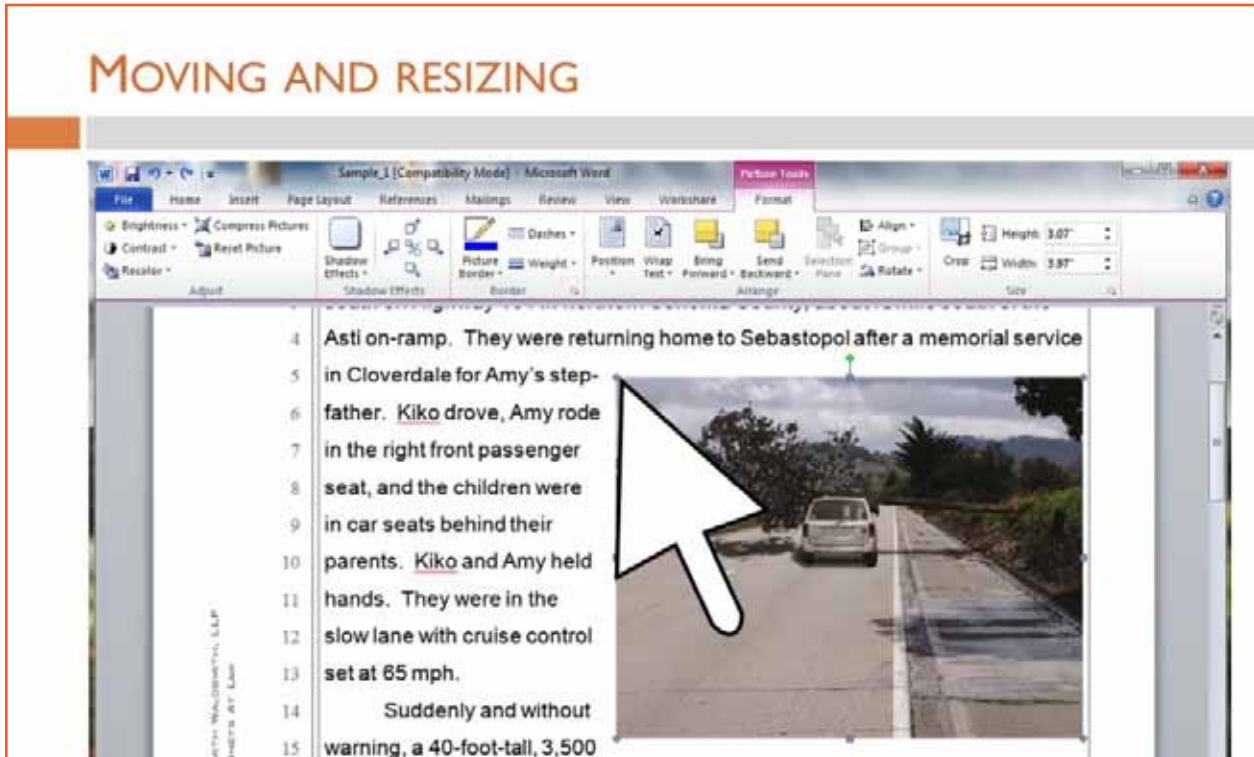 MOVING AND RESIZING
Sample_1 [Compatibility Mode] - Microsoft Word
Picture Tools
File Home Insert Page Layout References Mailings Review View Workshare Format
Brightness Compress Pictures
Contrast Reset Picture
Recolor
Shadow Effects
Picture Border
Dashes
Weight
Position
Wrap Text
Bring Forward
Send Backward
Selection Pane
Align
Group
Rotate
Crop
Height: 3.07"
Width: 3.97"
Adjust Shadow Effects Border Arrange Size
4 Asti on-ramp. They were returning home to Sebastopol after a memorial service
5 in Cloverdale for Amy's step-
6 father. Kiko drove, Amy rode
7 in the right front passenger
8 seat, and the children were
9 in car seats behind their
10 parents. Kiko and Amy held
11 hands. They were in the
12 slow lane with cruise control
13 set at 65 mph.
14 Suddenly and without
15 warning, a 40-foot-tall, 3,500